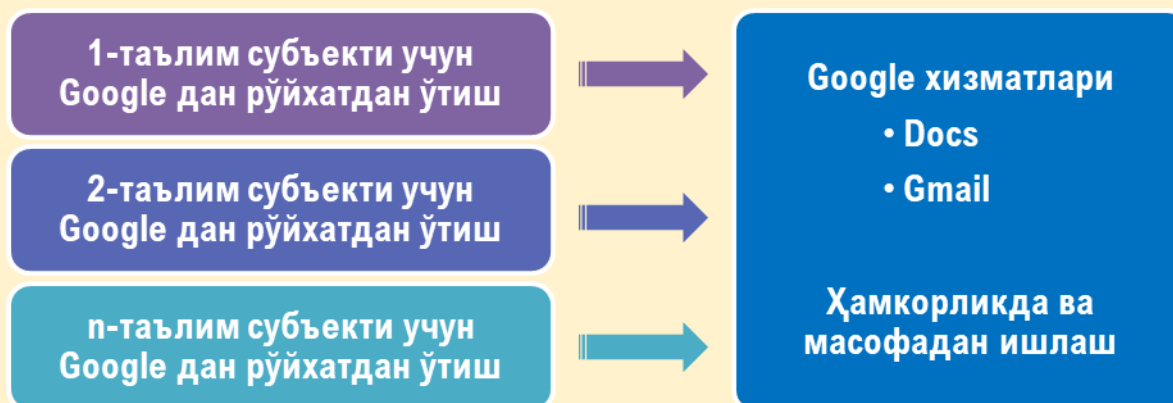 1-таълим субъекти учун
Google дан рўйхатдан ўтиш
2-таълим субъекти учун
Google дан рўйхатдан ўтиш
n-таълим субъекти учун
Google дан рўйхатдан ўтиш
Google хизматлари
• Docs
• Gmail
Ҳамкорликда ва
масофадан ишлаш